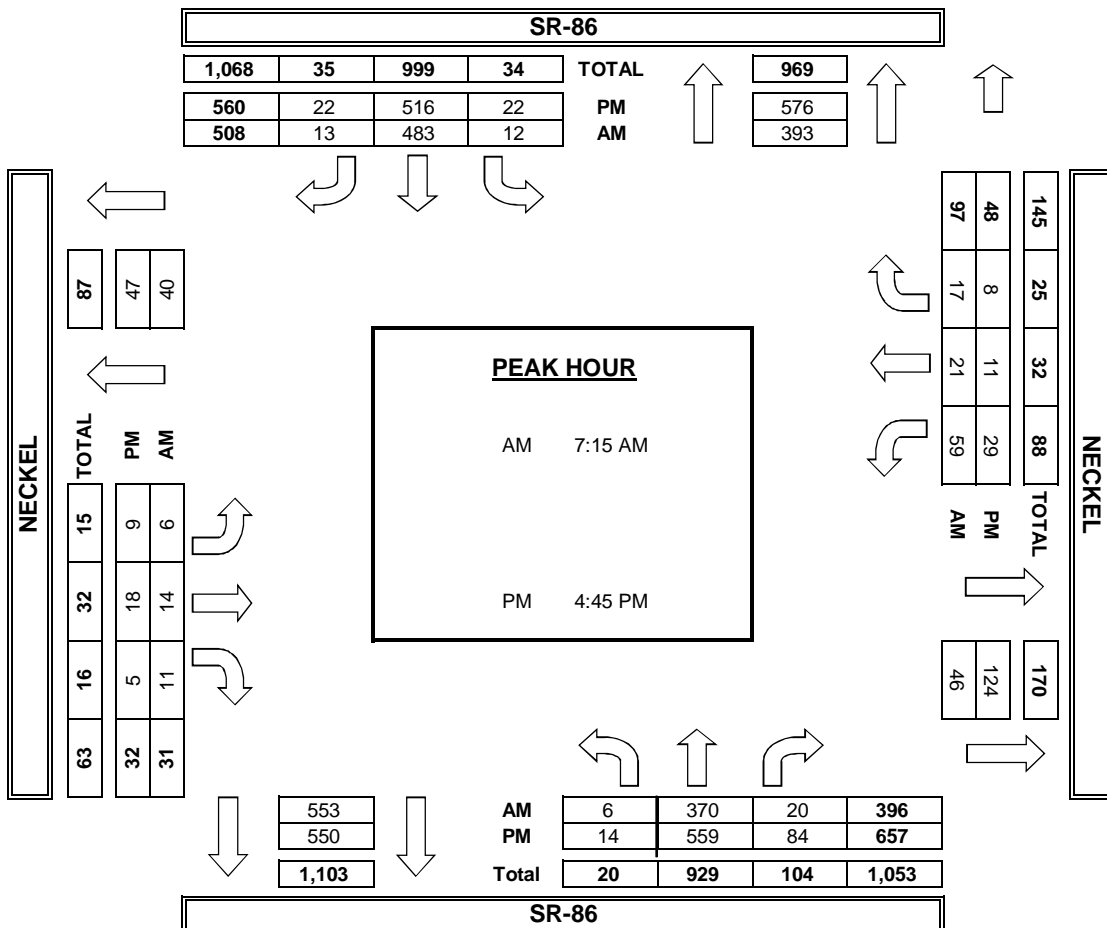 SR-86
1,068 35 999 34 TOTAL 969
560 22 516 22 PM 576
508 13 483 12 AM 393
NECKEL
87 47 40
TOTAL PM AM
15 9 6
32 18 14
16 5 11
63 32 31
PEAK HOUR
AM 7:15 AM
PM 4:45 PM
97 48 145
17 8 25
21 11 32
59 29 88
AM PM TOTAL
46 124 170
NECKEL
553 AM 6 370 20 396
550 PM 14 559 84 657
1,103 Total 20 929 104 1,053
SR-86